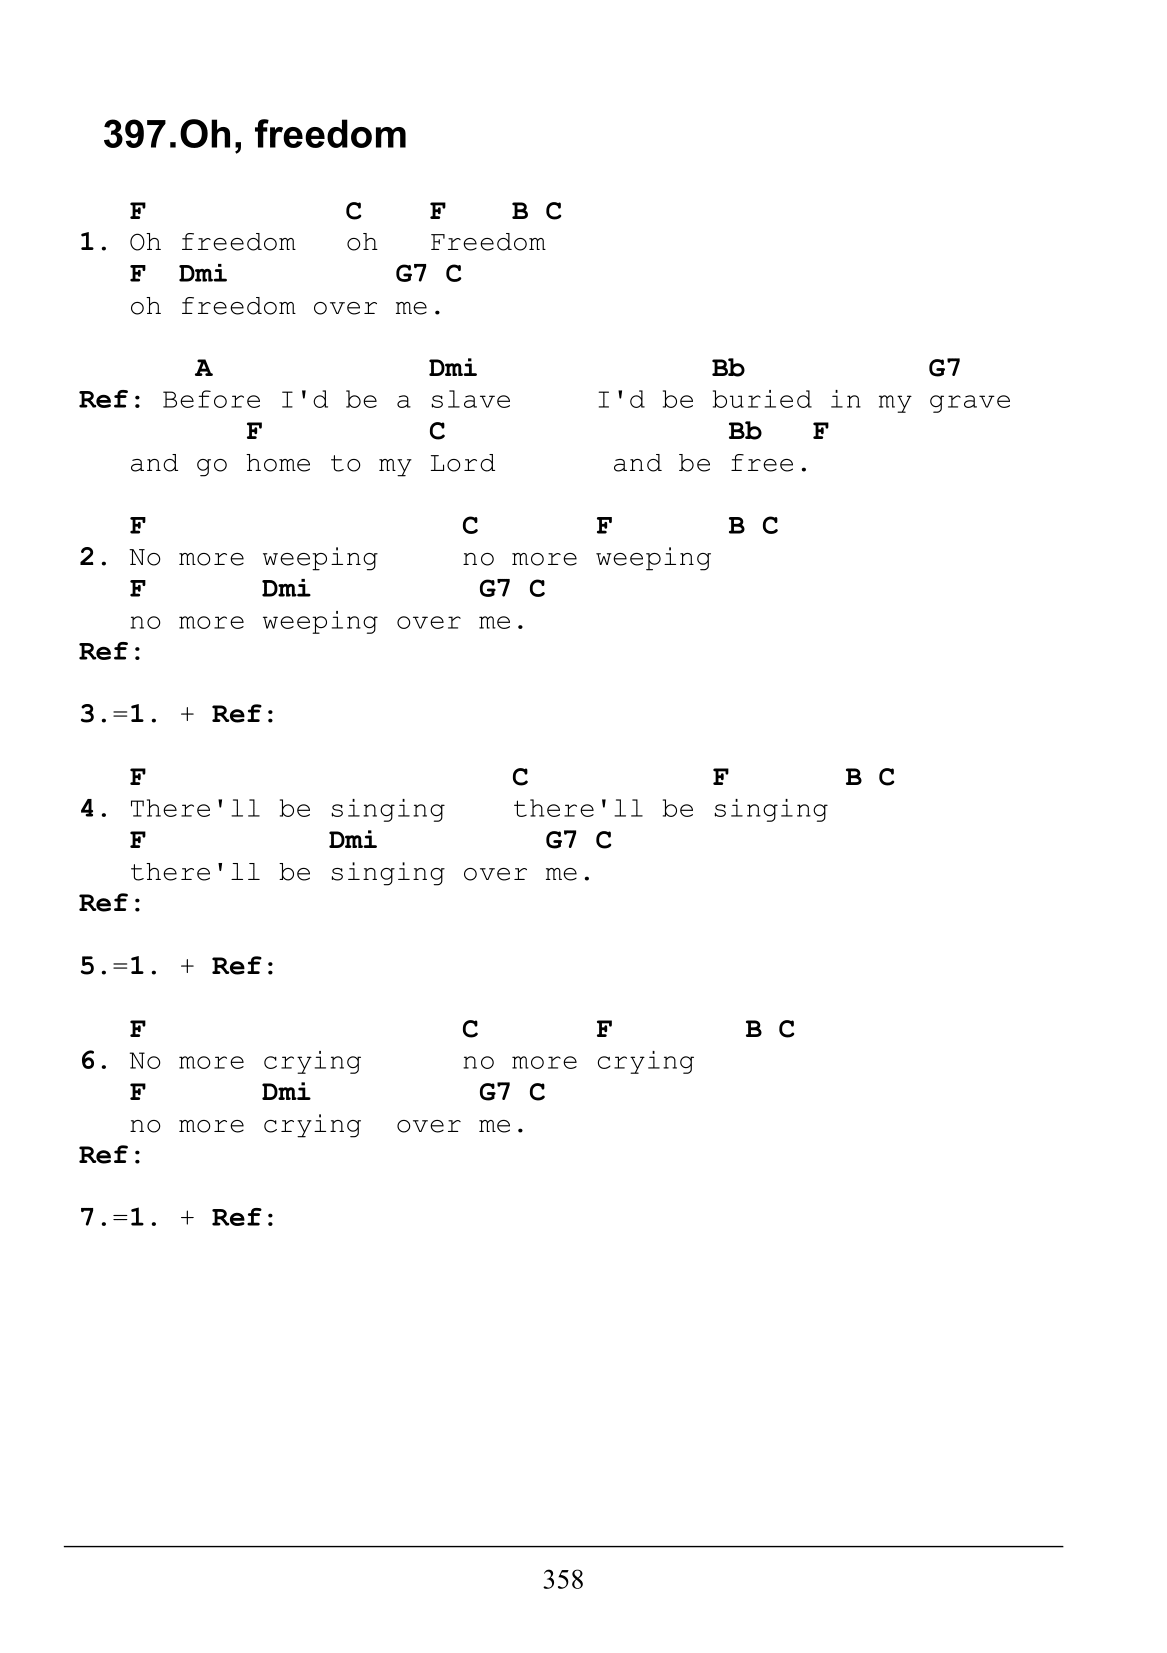 397.Oh, freedom
F C F B C
1. Oh freedom oh Freedom
F Dmi G7 C
oh freedom over me.
A Dmi Bb G7
Ref: Before I'd be a slave I'd be buried in my grave
F C Bb F
and go home to my Lord and be free.
F C F B C
2. No more weeping no more weeping
F Dmi G7 C
no more weeping over me.
Ref:
3.=1. + Ref:
F C F B C
4. There'll be singing there'll be singing
F Dmi G7 C
there'll be singing over me.
Ref:
5.=1. + Ref:
F C F B C
6. No more crying no more crying
F Dmi G7 C
no more crying over me.
Ref:
7.=1. + Ref:
358